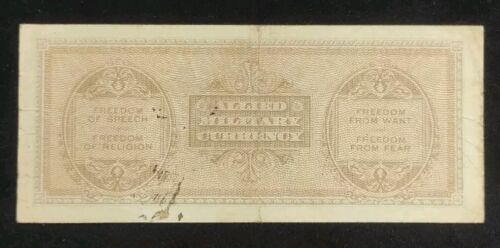 FREEDOM
OF SPEECH
FREEDOM
OF RELIGION
ALLIED
MILITARY
CURRENCY
FREEDOM
FROM WANT
FREEDOM
FROM FEAR